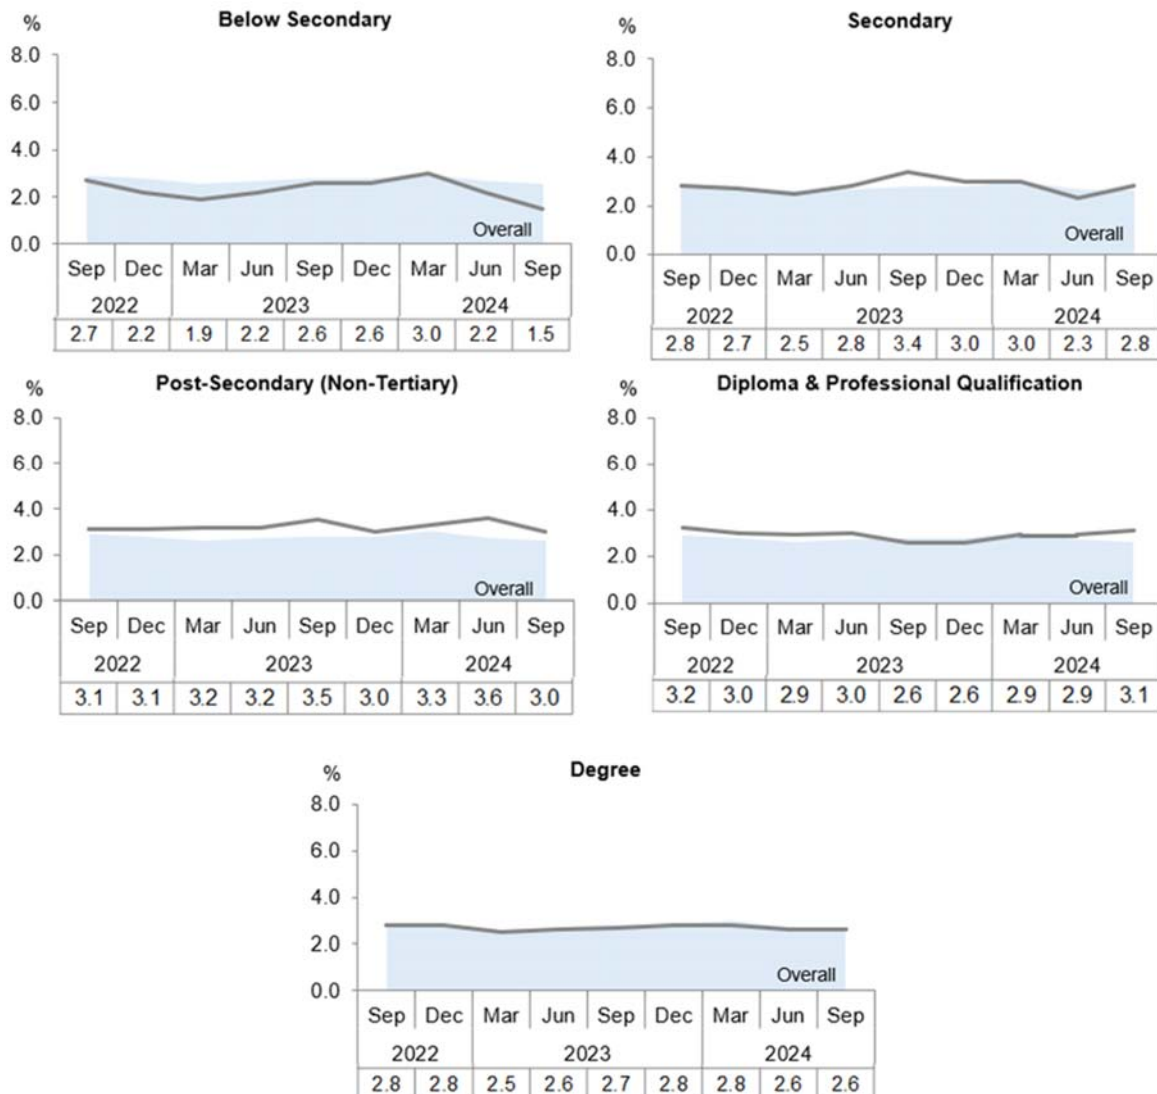 Below Secondary
%
8.0
6.0
4.0
2.0
0.0
Overall
Sep Dec Mar Jun Sep Dec Mar Jun Sep
2022 2023 2024
2.7 2.2 1.9 2.2 2.6 2.6 3.0 2.2 1.5
Secondary
%
8.0
6.0
4.0
2.0
0.0
Overall
Sep Dec Mar Jun Sep Dec Mar Jun Sep
2022 2023 2024
2.8 2.7 2.5 2.8 3.4 3.0 3.0 2.3 2.8
Post-Secondary (Non-Tertiary)
%
8.0
6.0
4.0
2.0
0.0
Overall
Sep Dec Mar Jun Sep Dec Mar Jun Sep
2022 2023 2024
3.1 3.1 3.2 3.2 3.5 3.0 3.3 3.6 3.0
Diploma & Professional Qualification
%
8.0
6.0
4.0
2.0
0.0
Overall
Sep Dec Mar Jun Sep Dec Mar Jun Sep
2022 2023 2024
3.2 3.0 2.9 3.0 2.6 2.6 2.9 2.9 3.1
Degree
%
8.0
6.0
4.0
2.0
0.0
Overall
Sep Dec Mar Jun Sep Dec Mar Jun Sep
2022 2023 2024
2.8 2.8 2.5 2.6 2.7 2.8 2.8 2.6 2.6